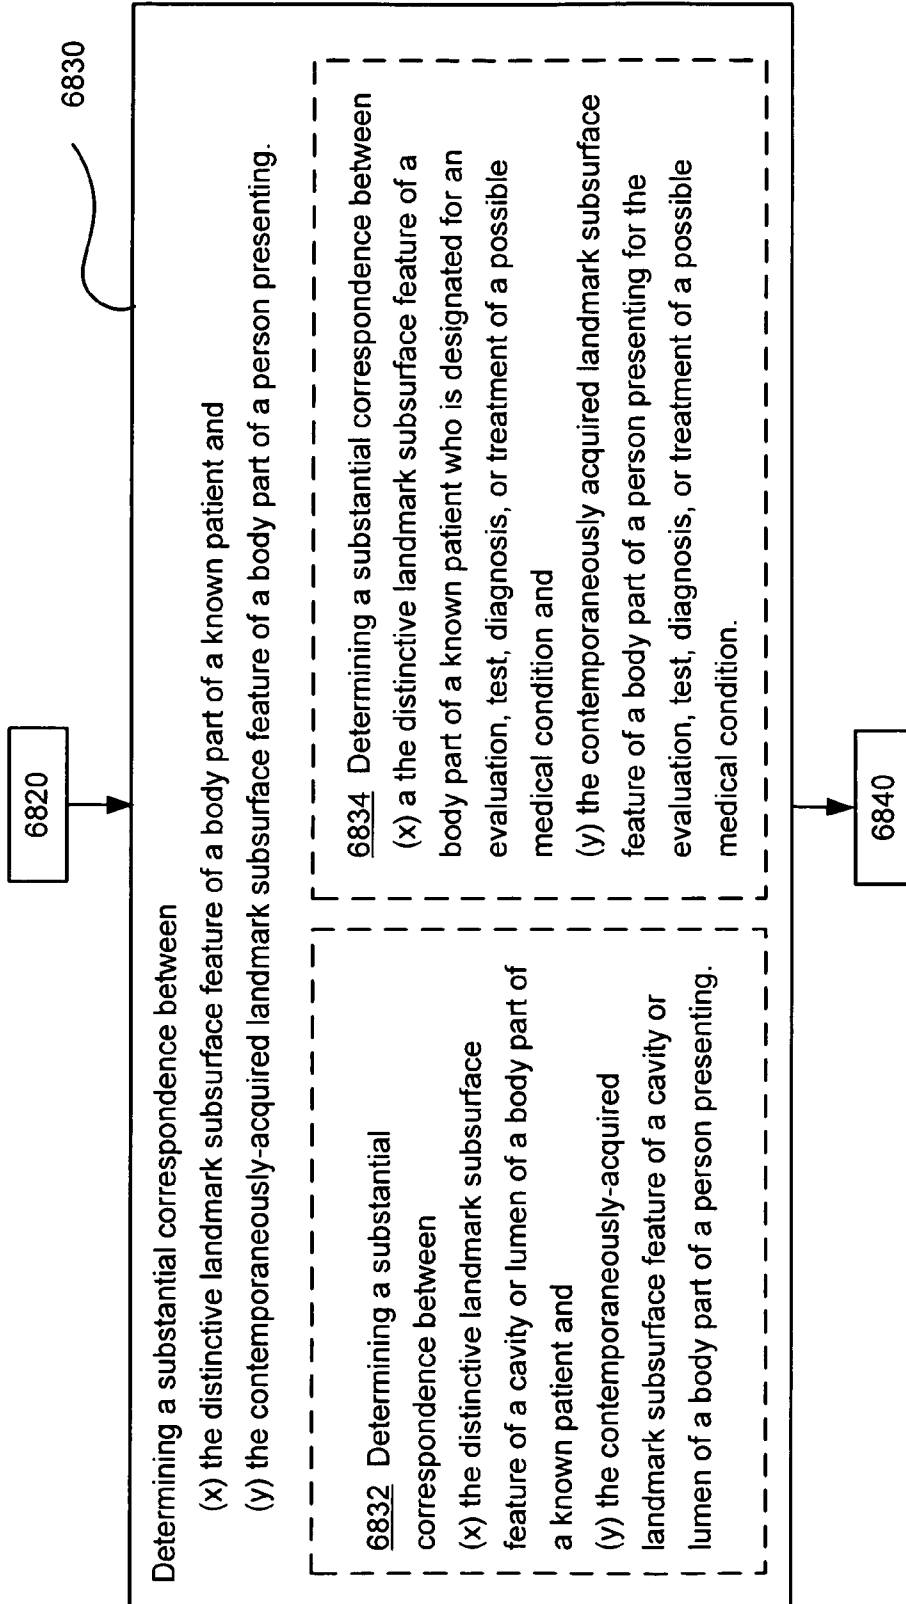 6820
6830
Determining a substantial correspondence between
(x) the distinctive landmark subsurface feature of a body part of a known patient and
(y) the contemporaneously-acquired landmark subsurface feature of a body part of a person presenting.
6832 Determining a substantial
correspondence between
(x) the distinctive landmark subsurface
feature of a cavity or lumen of a body part of
a known patient and
(y) the contemporaneously-acquired
landmark subsurface feature of a cavity or
lumen of a body part of a person presenting.
6834 Determining a substantial correspondence between
(x) a the distinctive landmark subsurface feature of a
body part of a known patient who is designated for an
evaluation, test, diagnosis, or treatment of a possible
medical condition and
(y) the contemporaneously acquired landmark subsurface
feature of a body part of a person presenting for the
evaluation, test, diagnosis, or treatment of a possible
medical condition.
6840